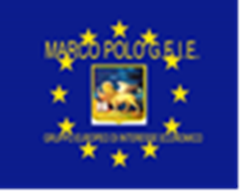 MARCO POLO G.E.I.E.
GRUPPO EUROPEO DI INTERESSE ECONOMICO